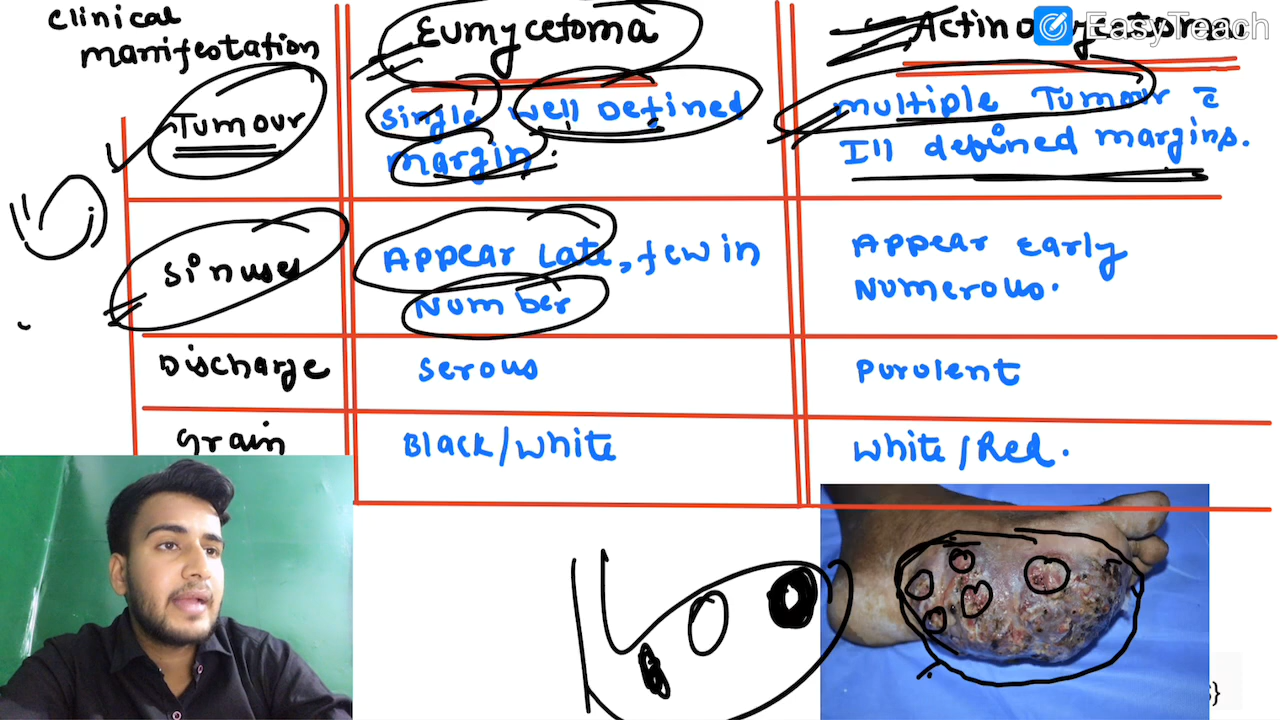 clinical
manifestation
Eumycetoma
EasyTeach
Tumour
single well defined
margin.
multiple Tumour c̄
Ill defined margins.
Sinuses
Appear Late, few in
Number
Appear Early
Numerous.
Discharge
Serous
Purulent
Grain
Black/White
White/Red.